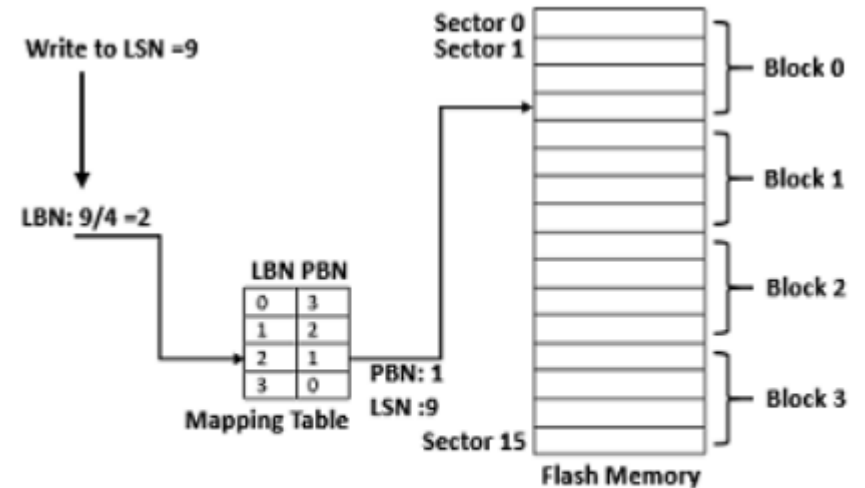 Write to LSN =9
LBN: 9/4 =2
LBN PBN
0 3
1 2
2 1
3 0
Mapping Table
PBN: 1
LSN :9
Sector 0
Sector 1
Sector 15
Block 0
Block 1
Block 2
Block 3
Flash Memory